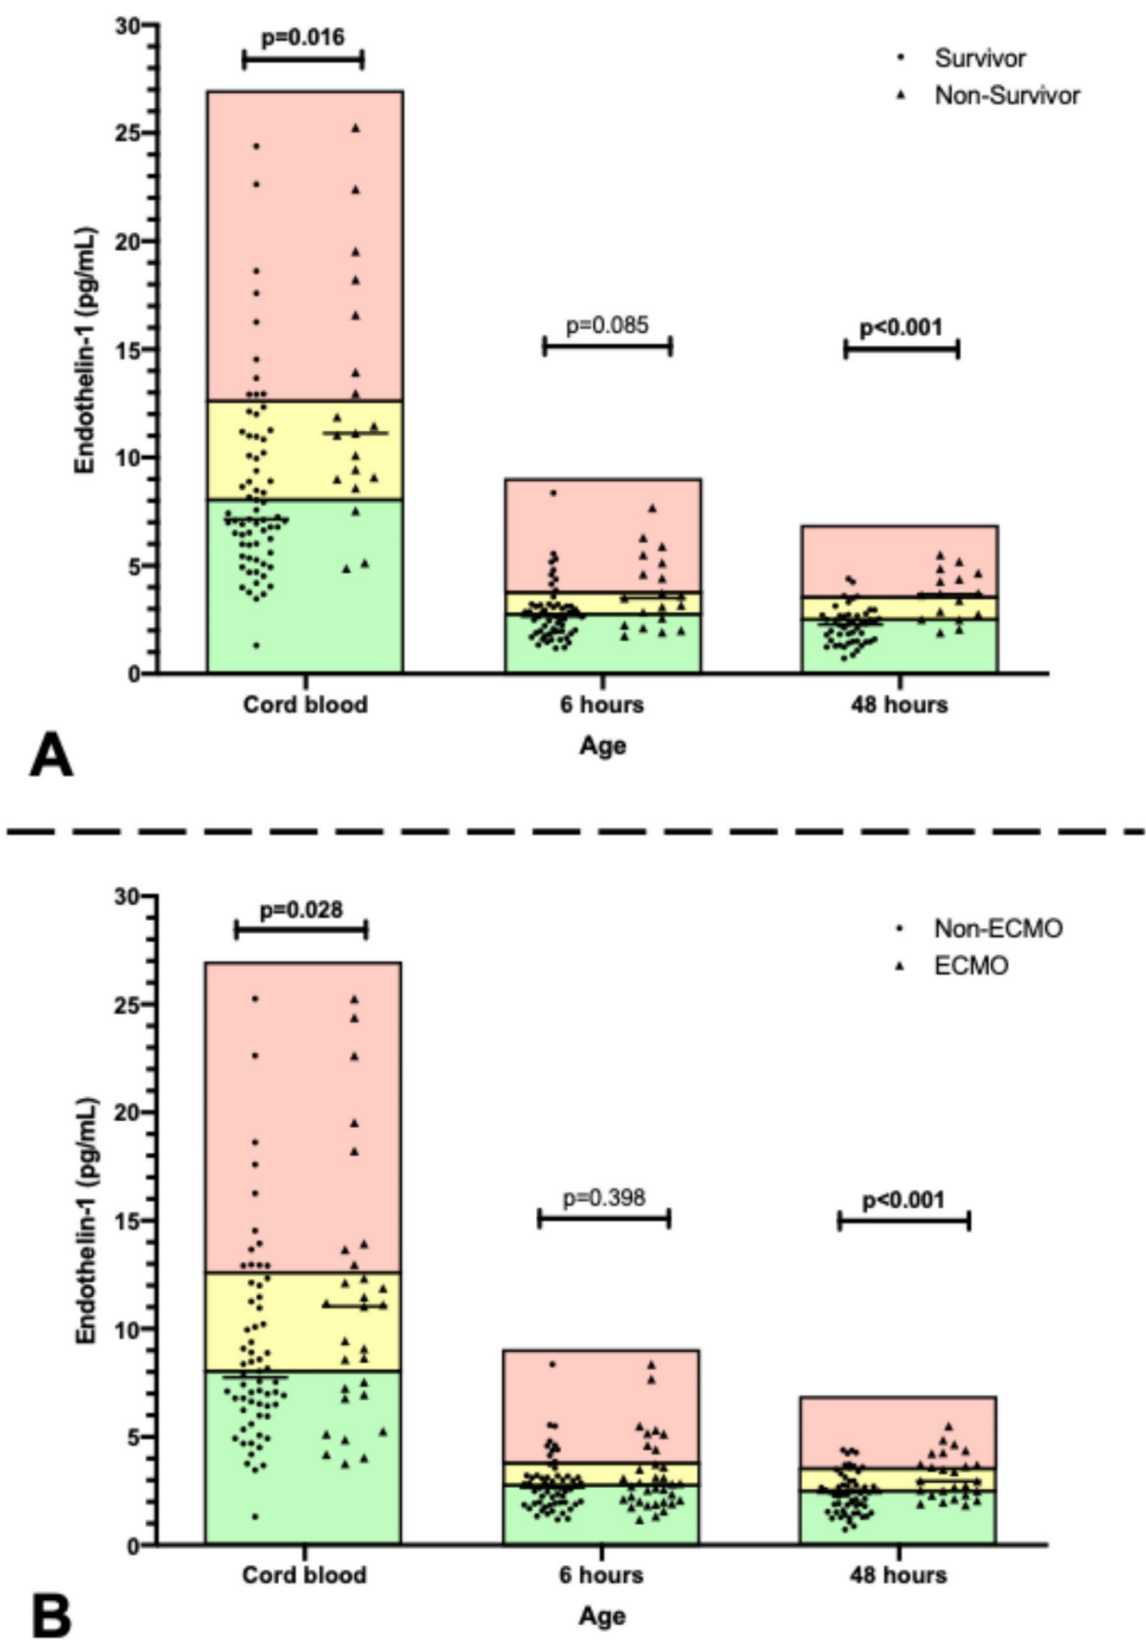 30
p=0.016
Survivor
Non-Survivor
25
20
p=0.085
p<0.001
15
10
5
0
Endothelin-1 (pg/mL)
Cord blood
6 hours
48 hours
Age
A
30
p=0.028
Non-ECMO
ECMO
25
20
p=0.398
p<0.001
15
10
5
0
Endothelin-1 (pg/mL)
Cord blood
6 hours
48 hours
Age
B